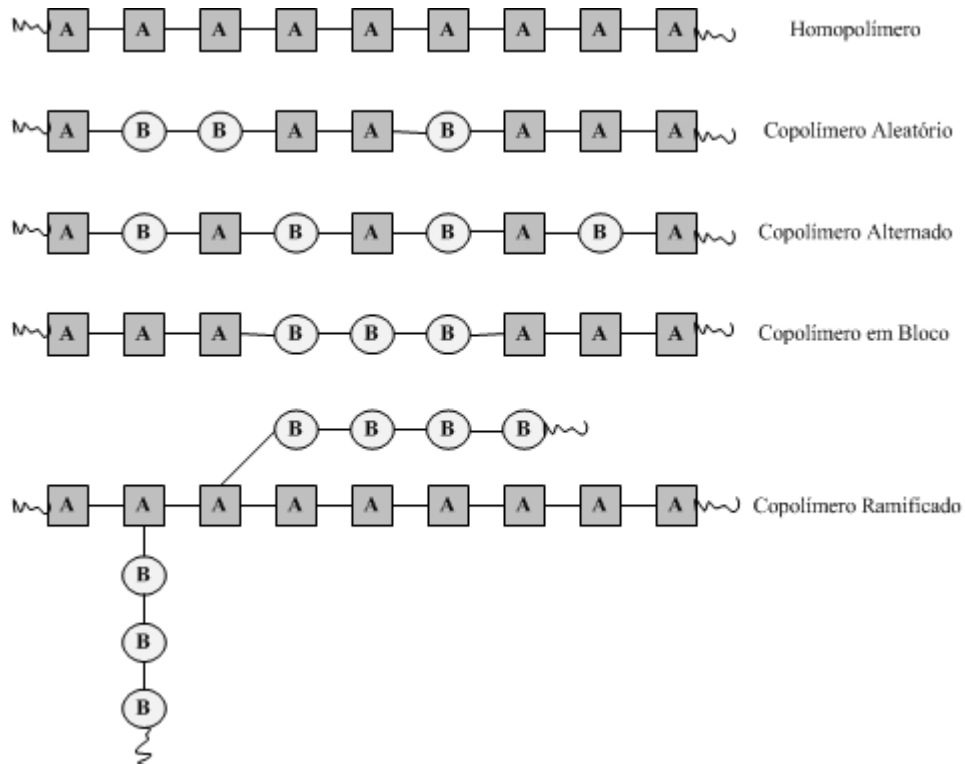 A A A A A A A A A Homopolímero
A B B A A B A A A Copolímero Aleatório
A B A B A B A B A Copolímero Alternado
A A A B B B A A A Copolímero em Bloco
B B B B
A A A A A A A A A Copolímero Ramificado
B
B
B